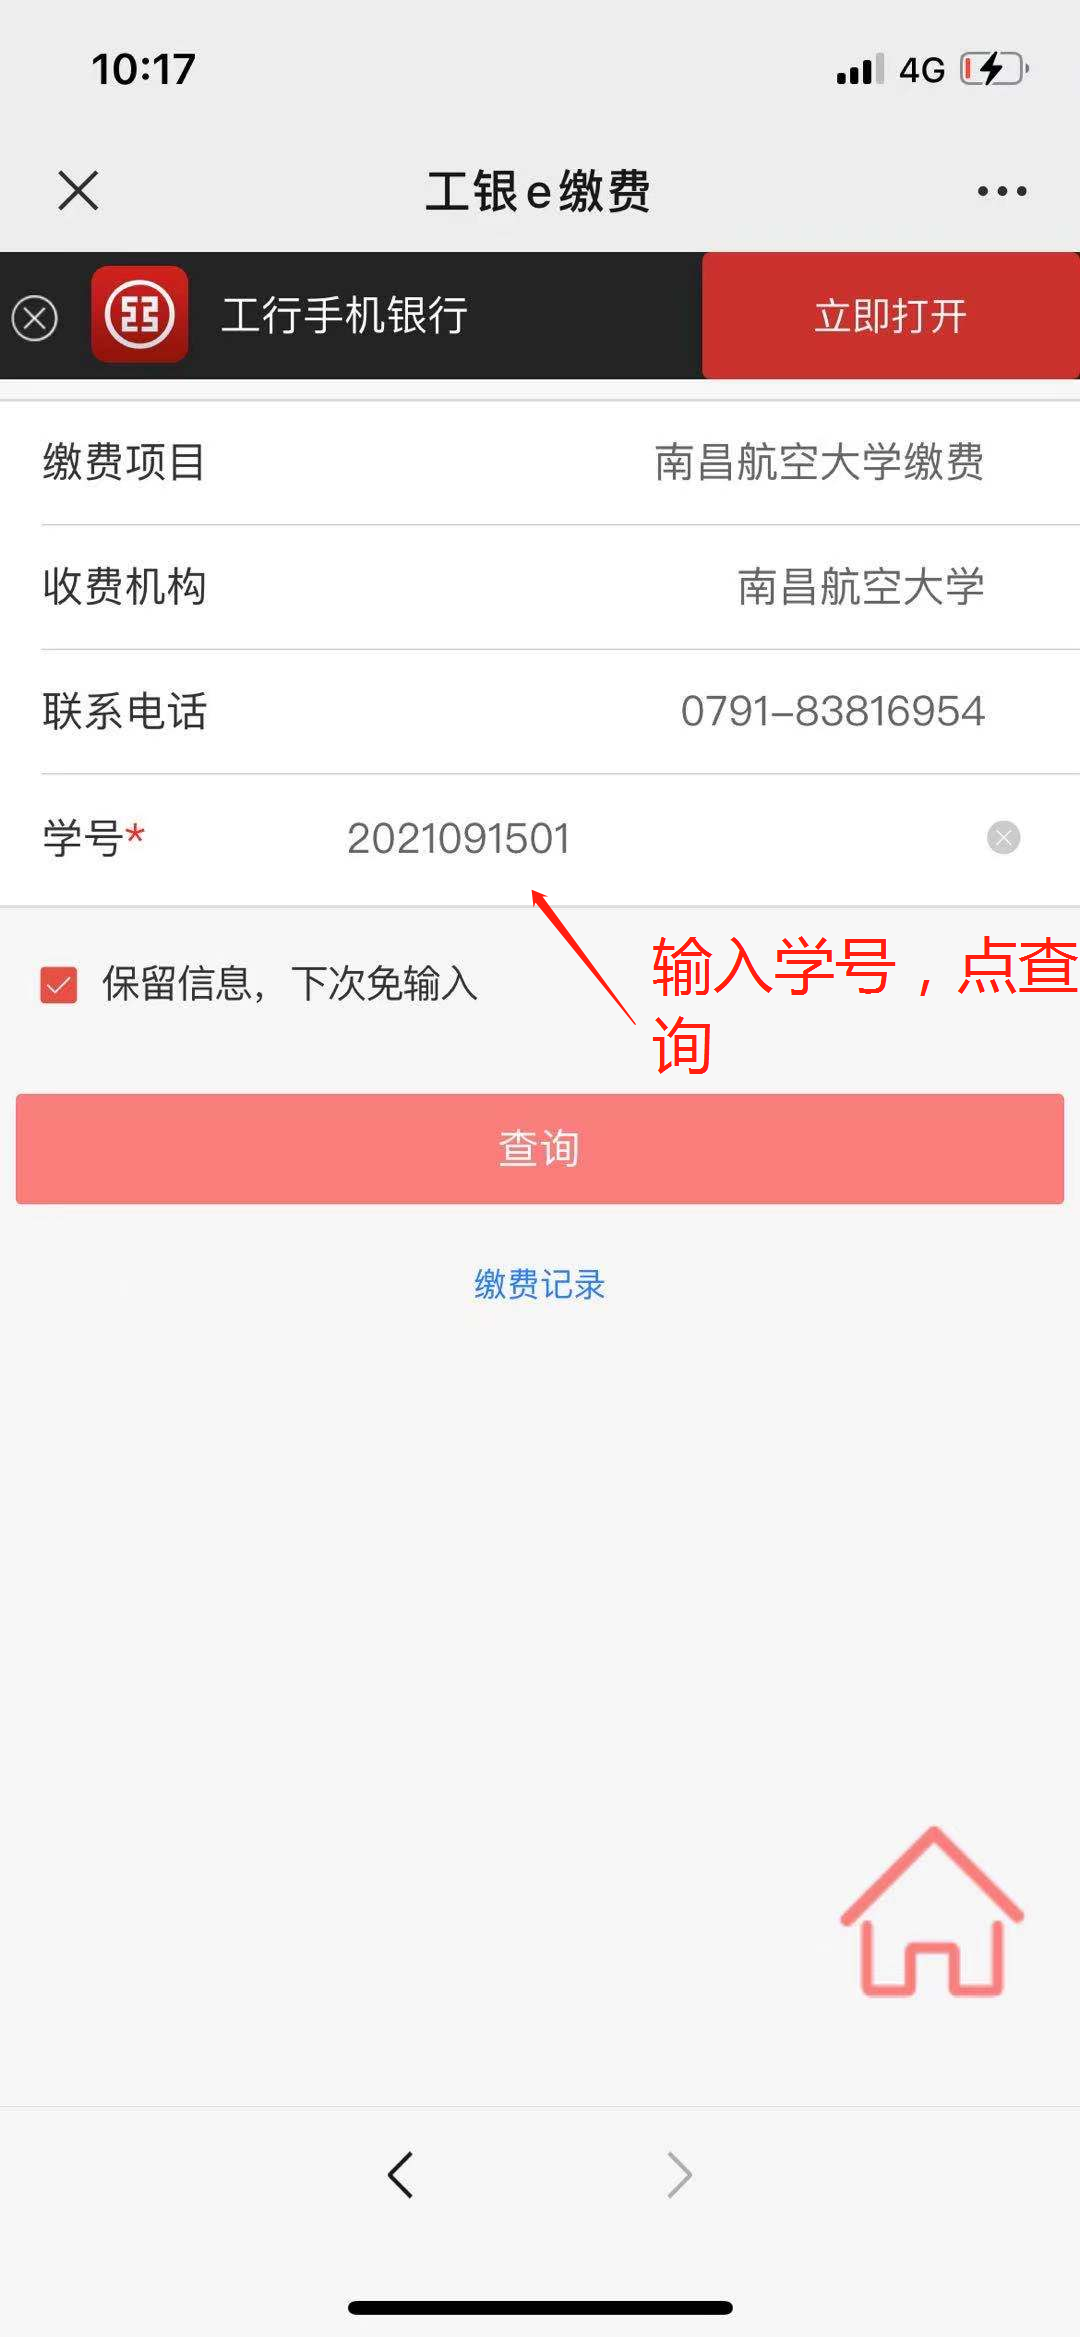 10:17
4G
工银e缴费
工行手机银行
立即打开
缴费项目 南昌航空大学缴费
收费机构 南昌航空大学
联系电话 0791-83816954
学号* 2021091501
保留信息，下次免输入
输入学号，点查
询
查询
缴费记录